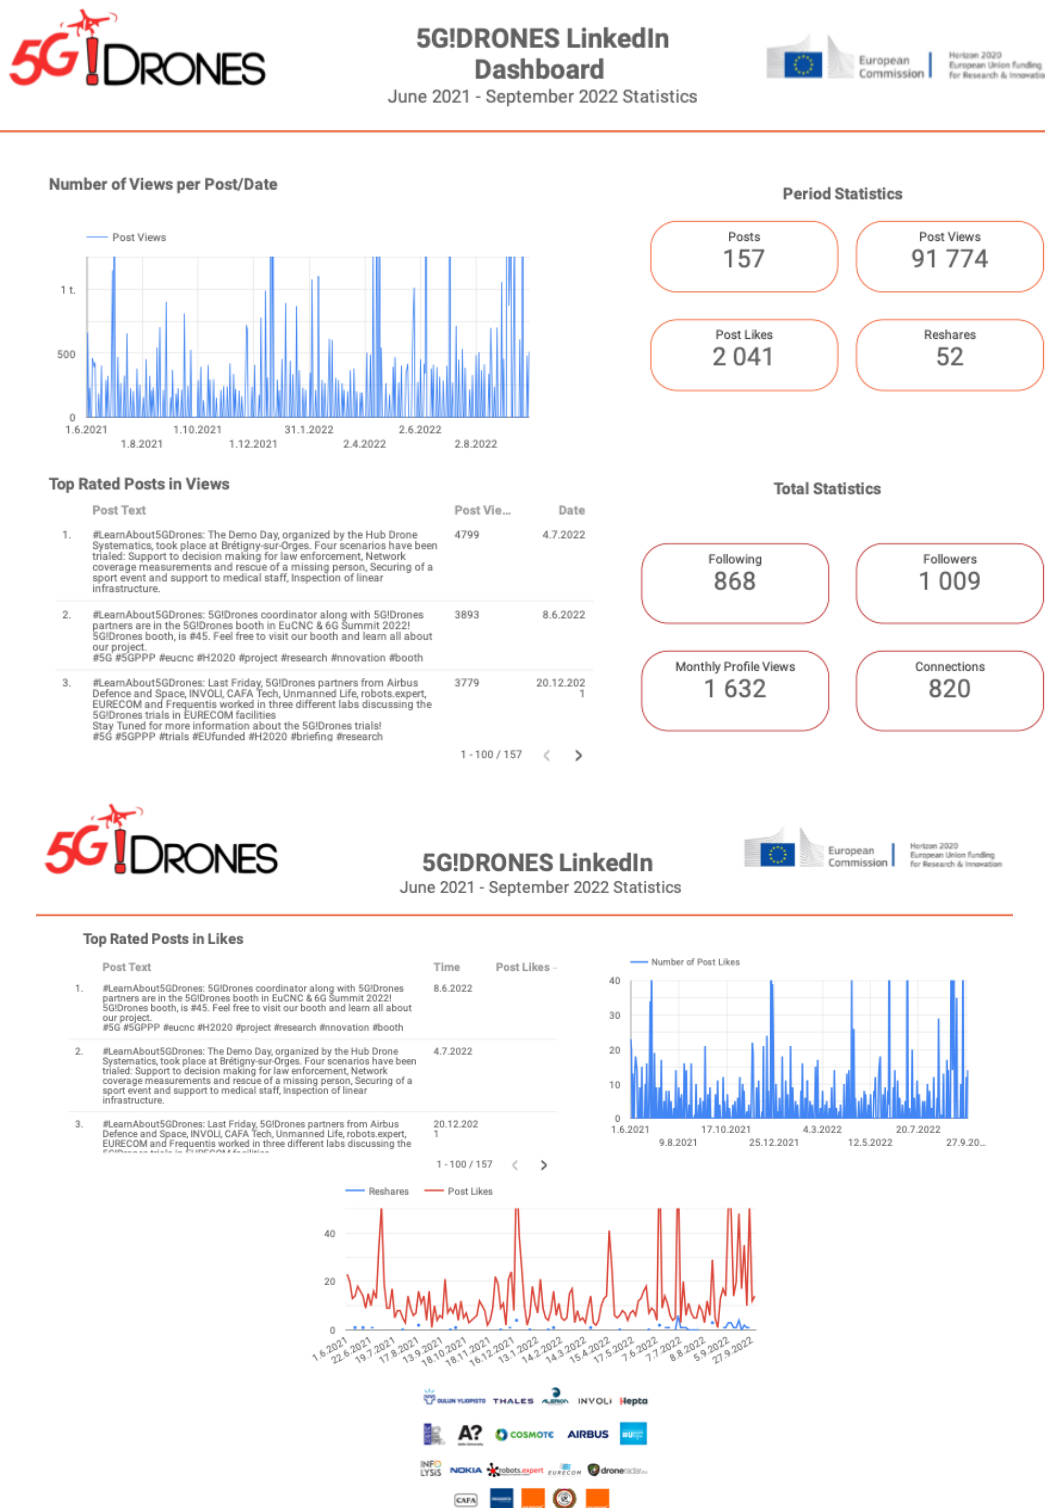 5G!DRONES
5G!DRONES LinkedIn
Dashboard
June 2021 - September 2022 Statistics
European
Commission
Horizon 2020
European Union funding
for Research & Innovatio
Number of Views per Post/Date
Post Views
1 t.
500
0
1.6.2021
1.8.2021
1.10.2021
1.12.2021
31.1.2022
2.4.2022
2.6.2022
2.8.2022
Period Statistics
Posts
157
Post Views
91 774
Post Likes
2 041
Reshares
52
Top Rated Posts in Views
Post Text Post Vie... Date
1. #LearnAbout5GDrones: The Demo Day, organized by the Hub Drone 4799 4.7.2022
Systematics, took place at Brétigny-sur-Orges. Four scenarios have been
trialed: Support to decision making for law enforcement, Network
coverage measurements and rescue of a missing person, Securing of a
sport event and support to medical staff, Inspection of linear
infrastructure.
2. #LearnAbout5GDrones: 5G!Drones coordinator along with 5G!Drones 3893 8.6.2022
partners are in the 5G!Drones booth in EuCNC & 6G Summit 2022!
5G!Drones booth, is #45. Feel free to visit our booth and learn all about
our project.
#5G #5GPPP #eucnc #H2020 #project #research #nnovation #booth
3. #LearnAbout5GDrones: Last Friday, 5G!Drones partners from Airbus 3779 20.12.202
Defence and Space, INVOLI, CAFA Tech, Unmanned Life, robots.expert, 1
EURECOM and Frequentis worked in three different labs discussing the
5G!Drones trials in EURECOM facilities
Stay Tuned for more information about the 5G!Drones trials!
#5G #5GPPP #trials #EUfunded #H2020 #briefing #research
1 - 100 / 157
Total Statistics
Following
868
Followers
1 009
Monthly Profile Views
1 632
Connections
820
5G!DRONES
5G!DRONES LinkedIn
June 2021 - September 2022 Statistics
European
Commission
Horizon 2020
European Union funding
for Research & Innovation
Top Rated Posts in Likes
Post Text Time Post Likes -
1. #LearnAbout5GDrones: 5G!Drones coordinator along with 5G!Drones 8.6.2022
partners are in the 5G!Drones booth in EuCNC & 6G Summit 2022!
5G!Drones booth, is #45. Feel free to visit our booth and learn all about
our project.
#5G #5GPPP #eucnc #H2020 #project #research #nnovation #booth
2. #LearnAbout5GDrones: The Demo Day, organized by the Hub Drone 4.7.2022
Systematics, took place at Brétigny-sur-Orges. Four scenarios have been
trialed: Support to decision making for law enforcement, Network
coverage measurements and rescue of a missing person, Securing of a
sport event and support to medical staff, Inspection of linear
infrastructure.
3. #LearnAbout5GDrones: Last Friday, 5G!Drones partners from Airbus 20.12.202
Defence and Space, INVOLI, CAFA Tech, Unmanned Life, robots.expert, 1
EURECOM and Frequentis worked in three different labs discussing the
5G!Drones trials in EURECOM facilities
1 - 100 / 157
Number of Post Likes
40
30
20
10
0
1.6.2021
9.8.2021
17.10.2021
25.12.2021
4.3.2022
12.5.2022
20.7.2022
27.9.20...
Reshares Post Likes
40
20
0
1.6.2021 22.6.2021 19.7.2021 17.8.2021 13.9.2021 18.10.2021 18.11.2021 16.12.2021 13.1.2022 14.2.2022 14.3.2022 15.4.2022 17.5.2022 7.6.2022 7.7.2022 8.8.2022 5.9.2022 27.9.2022
OULUN YLIOPISTO THALES ALERION INVOLI Hepta
A? COSMOTE AIRBUS
INFO
LYSIS NOKIA robots.expert EURECOM droneradar.eu
CAFA